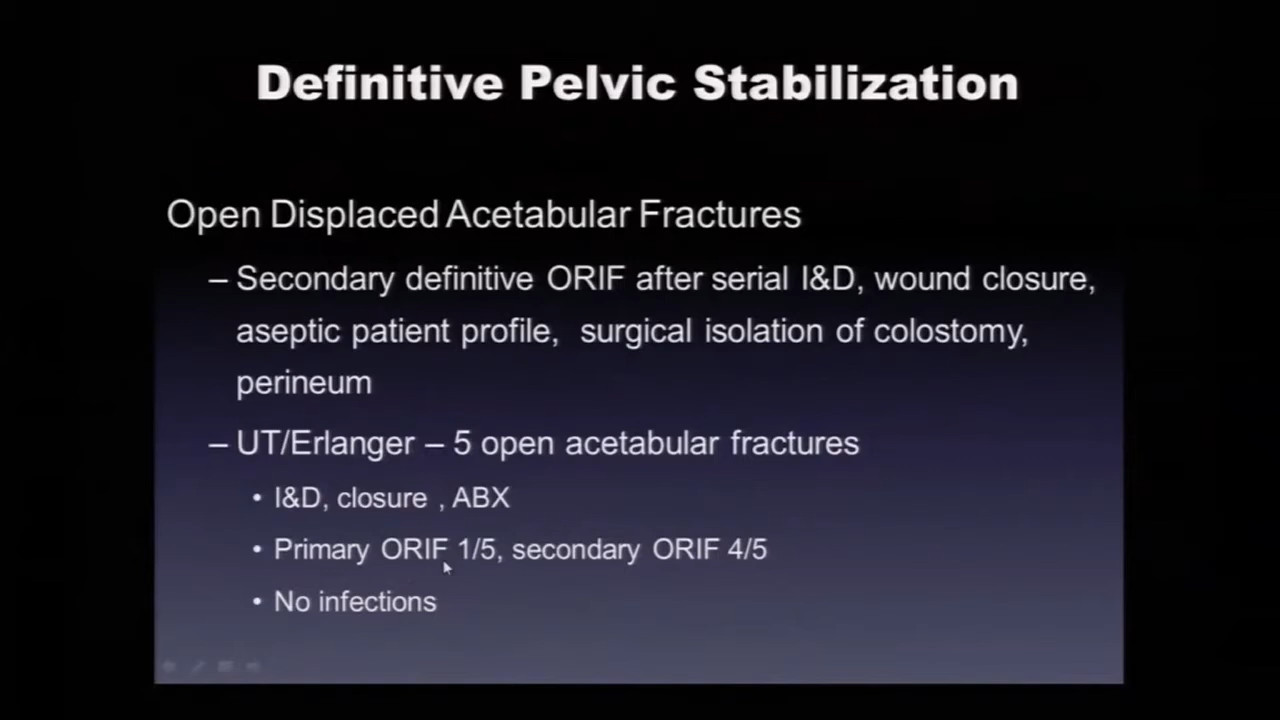 Definitive Pelvic Stabilization
Open Displaced Acetabular Fractures
– Secondary definitive ORIF after serial I&D, wound closure,
aseptic patient profile, surgical isolation of colostomy,
perineum
– UT/Erlanger – 5 open acetabular fractures
• I&D, closure , ABX
• Primary ORIF 1/5, secondary ORIF 4/5
• No infections